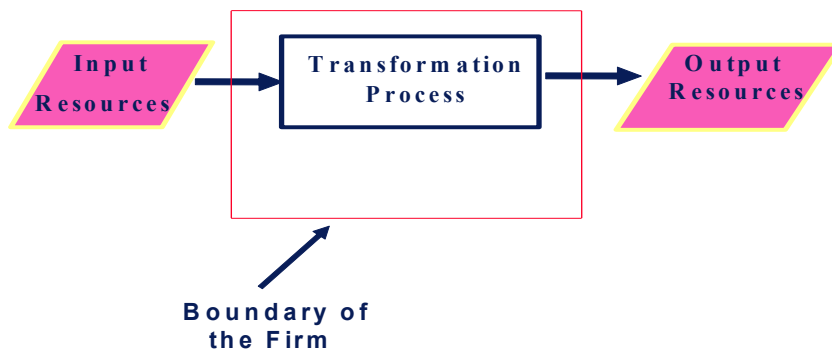 Input
Resources
Transformation
Process
Output
Resources
Boundary of
the Firm